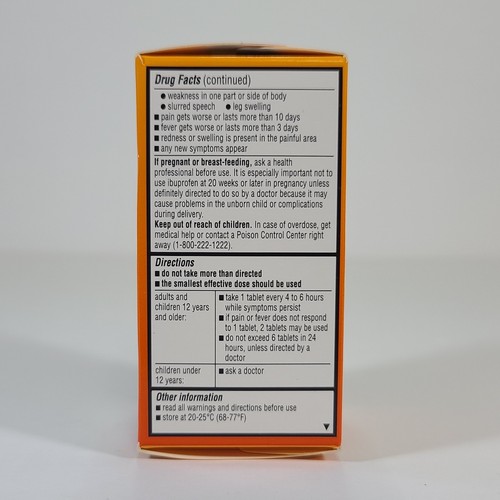 Drug Facts (continued)
● weakness in one part or side of body
● slurred speech ● leg swelling
■ pain gets worse or lasts more than 10 days
■ fever gets worse or lasts more than 3 days
■ redness or swelling is present in the painful area
■ any new symptoms appear
If pregnant or breast-feeding, ask a health
professional before use. It is especially important not to
use ibuprofen at 20 weeks or later in pregnancy unless
definitely directed to do so by a doctor because it may
cause problems in the unborn child or complications
during delivery.
Keep out of reach of children. In case of overdose, get
medical help or contact a Poison Control Center right
away (1-800-222-1222).
Directions
■ do not take more than directed
■ the smallest effective dose should be used
adults and
children 12 years
and older:
■ take 1 tablet every 4 to 6 hours
while symptoms persist
■ if pain or fever does not respond
to 1 tablet, 2 tablets may be used
■ do not exceed 6 tablets in 24
hours, unless directed by a
doctor
children under
12 years:
■ ask a doctor
Other information
■ read all warnings and directions before use
■ store at 20-25°C (68-77°F)
▼